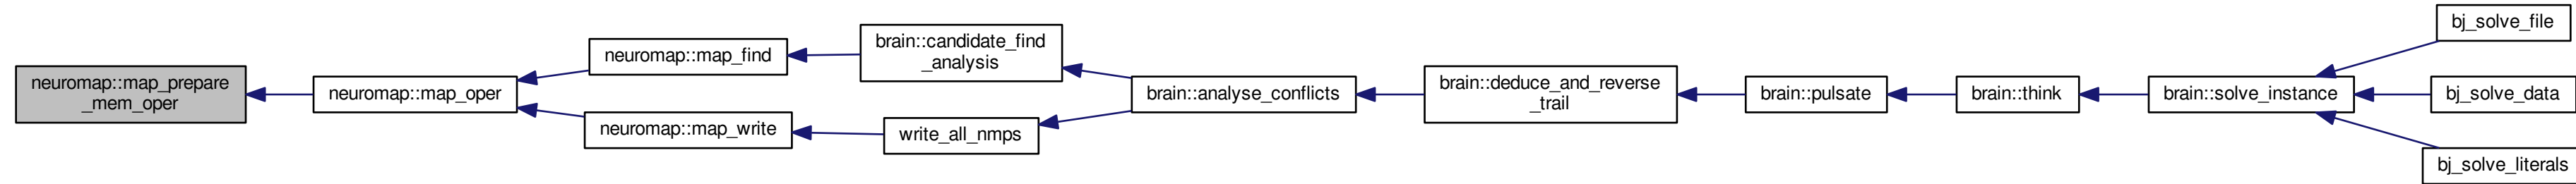 neuromap::map_prepare
_mem_oper
neuromap::map_oper
neuromap::map_find
neuromap::map_write
brain::candidate_find
_analysis
write_all_nmps
brain::analyse_conflicts
brain::deduce_and_reverse
_trail
brain::pulsate
brain::think
brain::solve_instance
bj_solve_file
bj_solve_data
bj_solve_literals